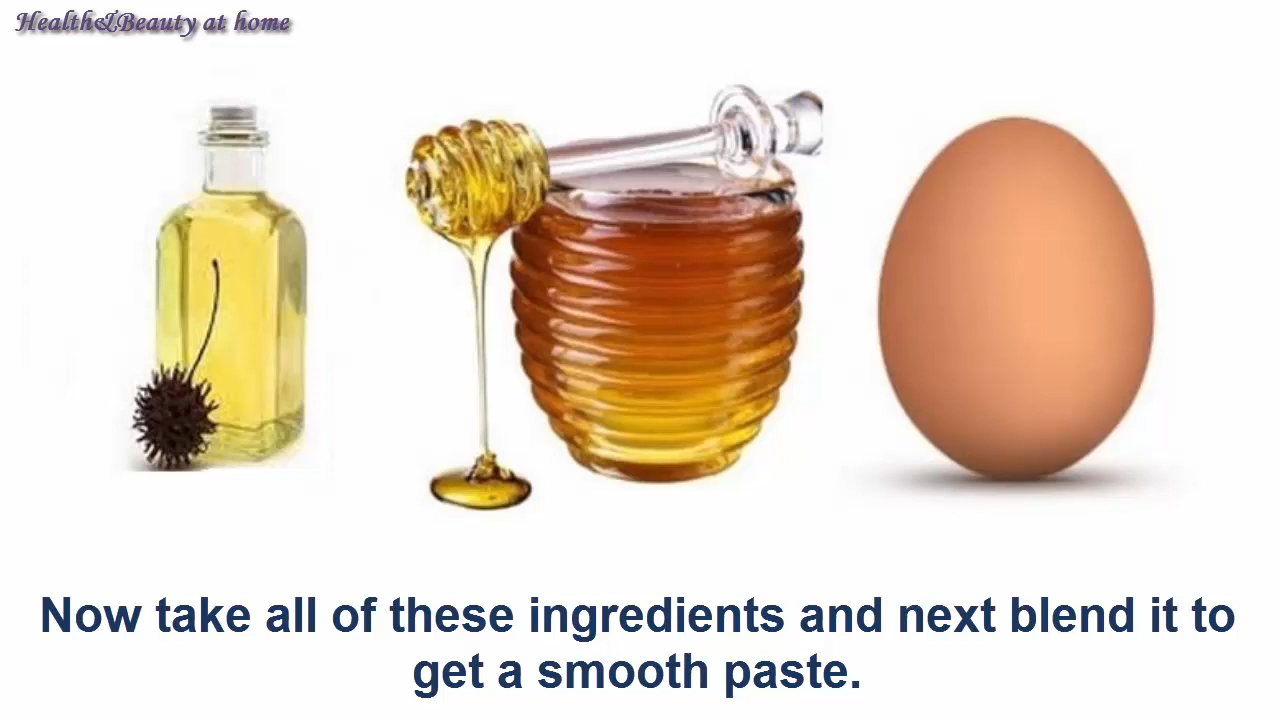 Health&Beauty at home
Now take all of these ingredients and next blend it to
get a smooth paste.